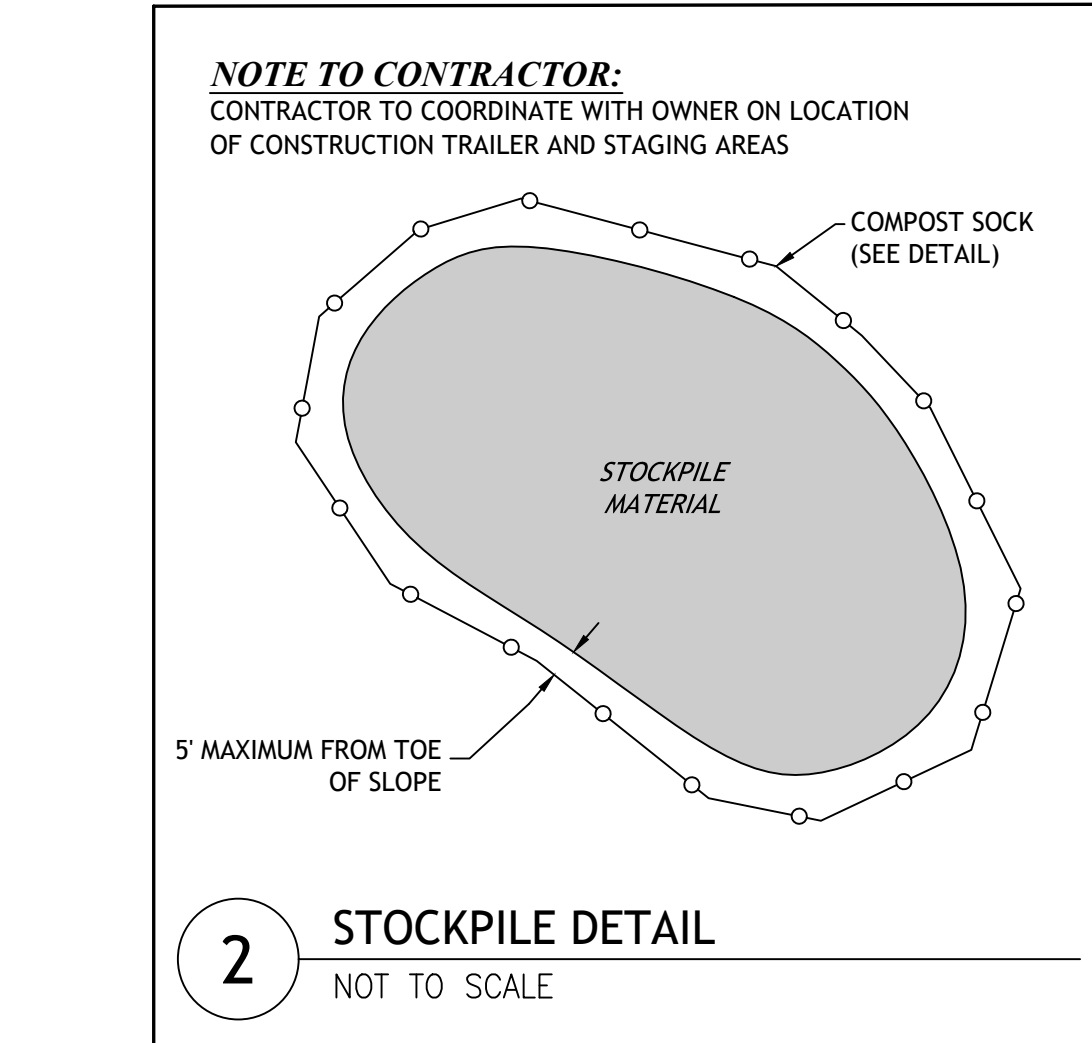 NOTE TO CONTRACTOR:
CONTRACTOR TO COORDINATE WITH OWNER ON LOCATION
OF CONSTRUCTION TRAILER AND STAGING AREAS
COMPOST SOCK
(SEE DETAIL)
STOCKPILE
MATERIAL
5' MAXIMUM FROM TOE
OF SLOPE
2
STOCKPILE DETAIL
NOT TO SCALE